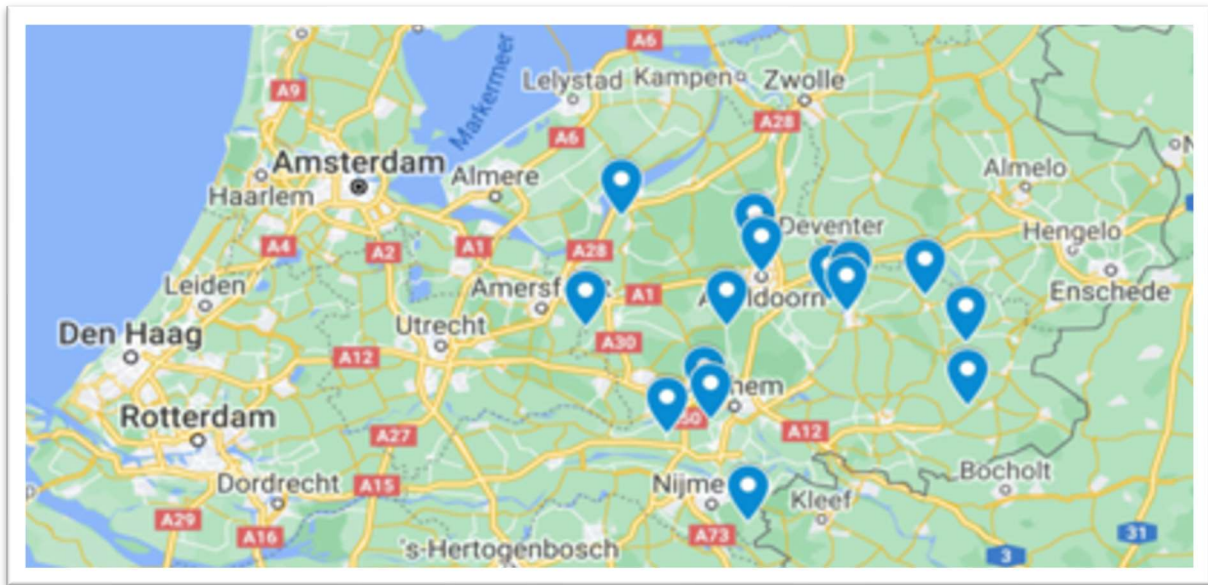 A6
Lelystad
Kampen
Zwolle
A9
Markermeer
A6
A28
Amsterdam
Almere
Almelo
Haarlem
Deventer
Hengelo
A4
A2
A1
A28
Leiden
Amersf
A1
ldoorn
Enschede
Den Haag
Utrecht
A12
A30
Rotterdam
hem
A27
A12
Dordrecht
A15
Nijme
Kleef
Bocholt
A29
A16
's-Hertogenbosch
A73
3
31